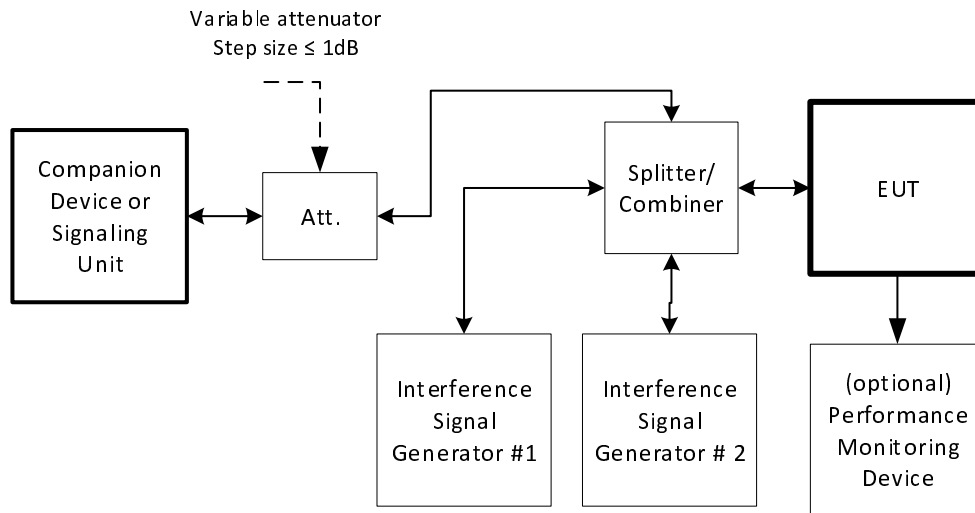 Variable attenuator
Step size ≤ 1dB
Companion
Device or
Signaling
Unit
Att.
Splitter/
Combiner
EUT
Interference
Signal
Generator #1
Interference
Signal
Generator # 2
(optional)
Performance
Monitoring
Device